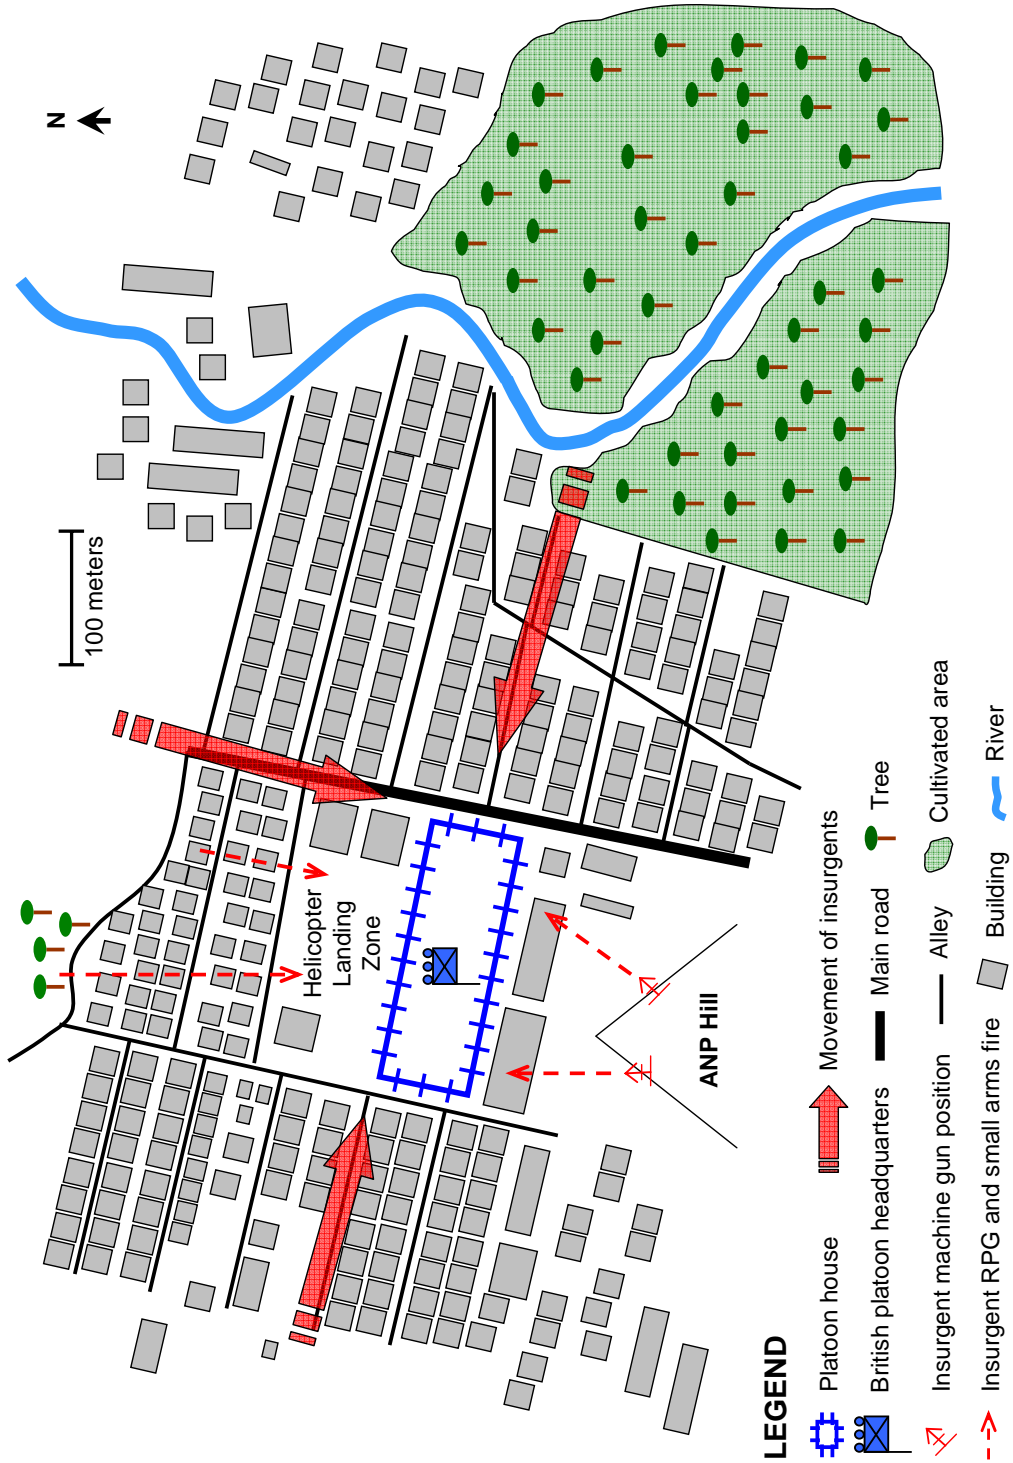 N
100 meters
Helicopter
Landing
Zone
ANP Hill
LEGEND
Platoon house
Movement of insurgents
British platoon headquarters
Main road
Tree
Insurgent machine gun position
Alley
Cultivated area
Insurgent RPG and small arms fire
Building
River